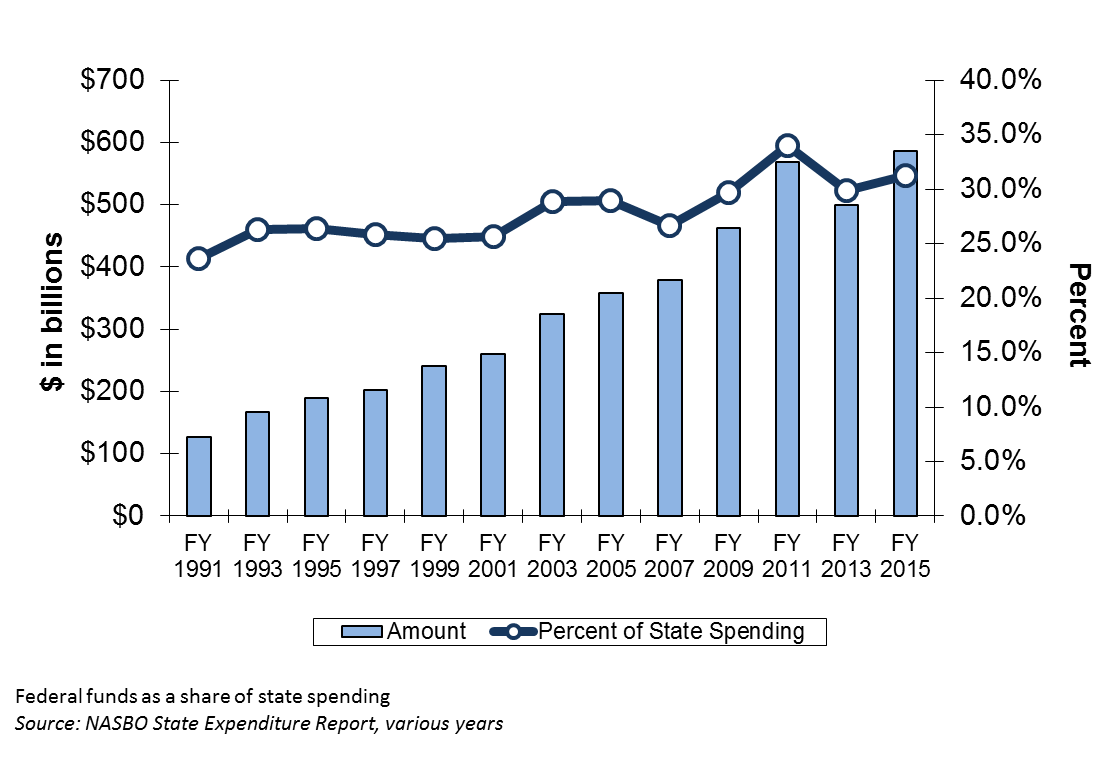 $700
$600
$500
$400
$300
$200
$100
$0
$ in billions
40.0%
35.0%
30.0%
25.0%
20.0%
15.0%
10.0%
5.0%
0.0%
Percent
FY 1991
FY 1993
FY 1995
FY 1997
FY 1999
FY 2001
FY 2003
FY 2005
FY 2007
FY 2009
FY 2011
FY 2013
FY 2015
Amount Percent of State Spending
Federal funds as a share of state spending
Source: NASBO State Expenditure Report, various years